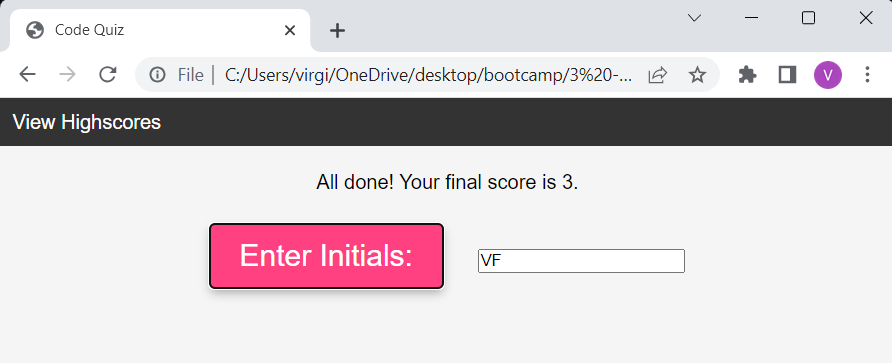 Code Quiz
File | C:/Users/virgi/OneDrive/desktop/bootcamp/3%20-... V
View Highscores
All done! Your final score is 3.
Enter Initials: VF